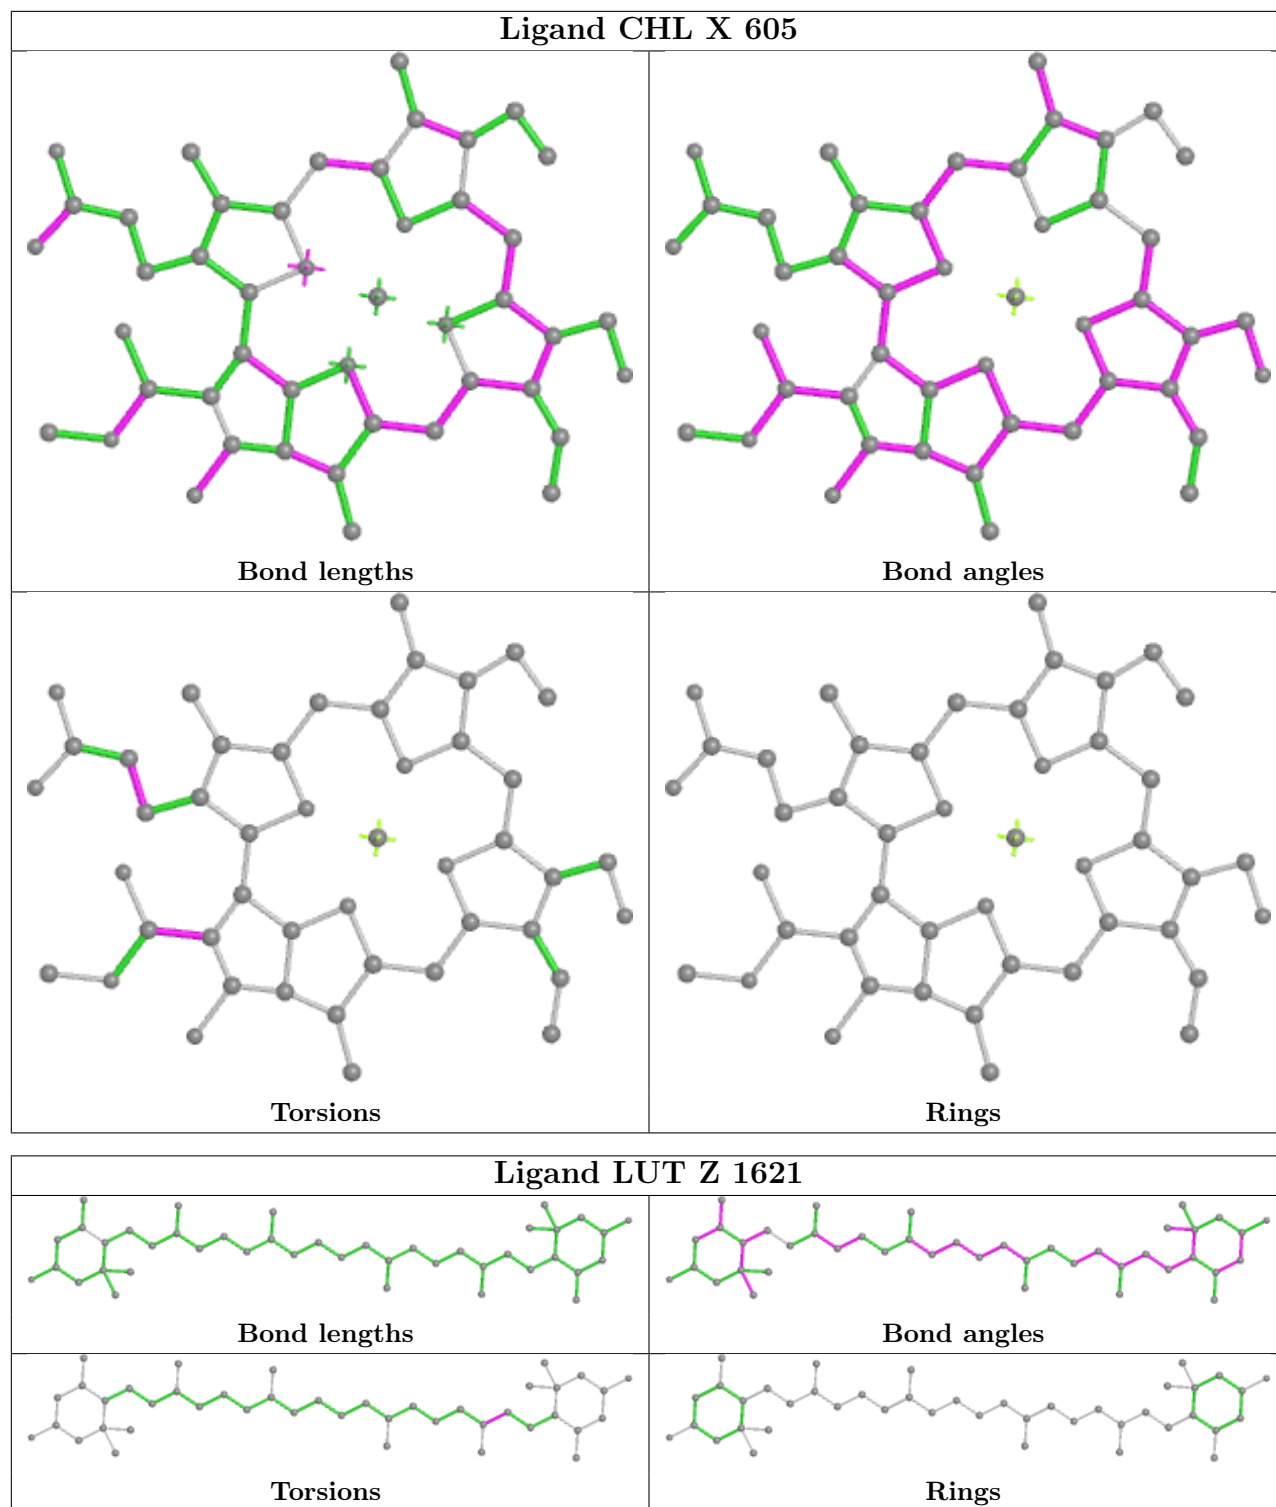 Ligand CHL X 605
Bond lengths
Bond angles
Torsions
Rings
Ligand LUT Z 1621
Bond lengths
Bond angles
Torsions
Rings